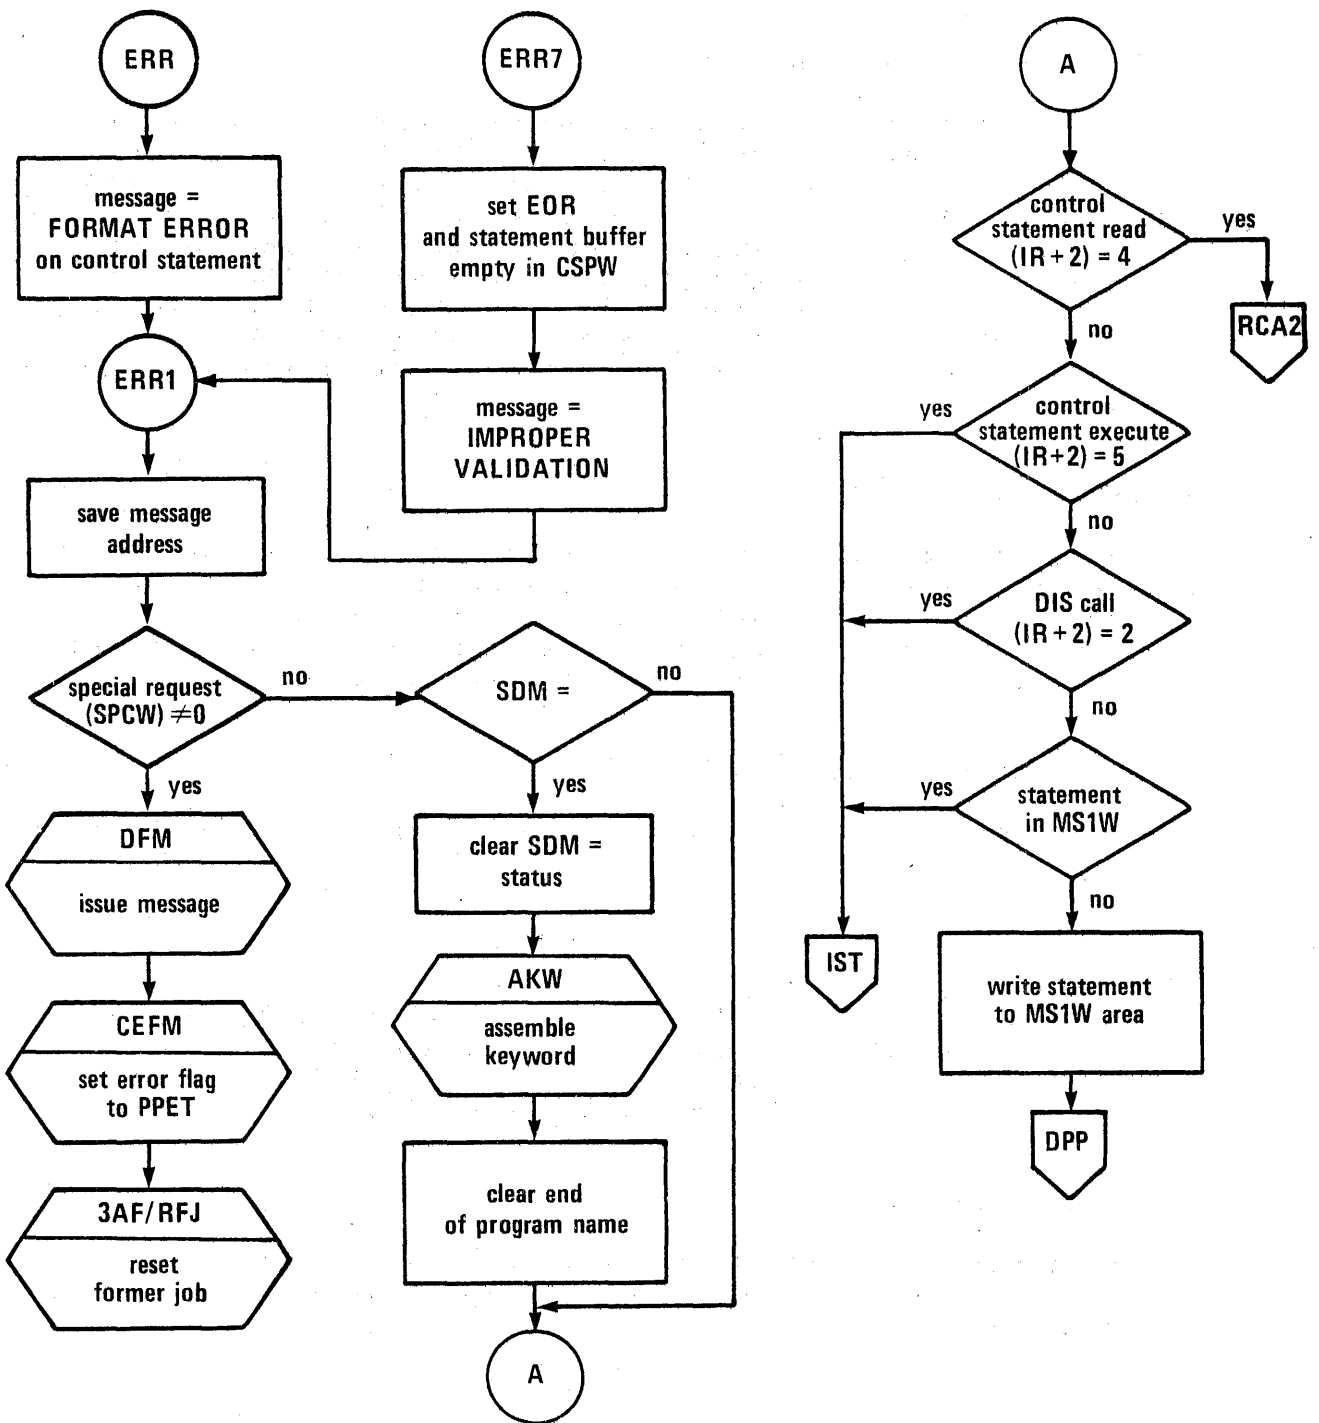 ERR
message =
FORMAT ERROR
on control statement
ERR1
save message
address
special request
(SPCW) ≠0
no
yes
DFM
issue message
CEFM
set error flag
to PPET
3AF/RFJ
reset
former job
ERR7
set EOR
and statement buffer
empty in CSPW
message =
IMPROPER
VALIDATION
SDM =
no
yes
clear SDM =
status
AKW
assemble
keyword
clear end
of program name
A
A
control
statement read
(IR+2) = 4
yes
RCA2
no
control
statement execute
(IR+2) = 5
yes
no
DIS call
(IR+2) = 2
yes
no
statement
in MS1W
yes
no
IST
write statement
to MS1W area
DPP